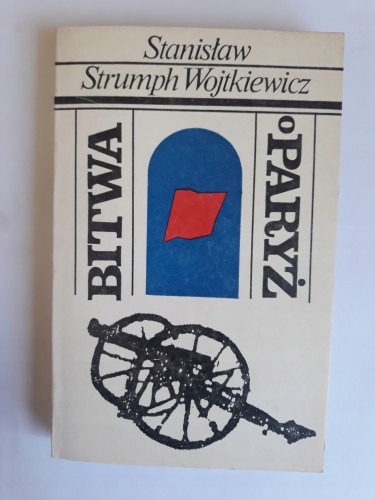 Stanisław
Strumph Wojtkiewicz
BITWA
o PARYŻ